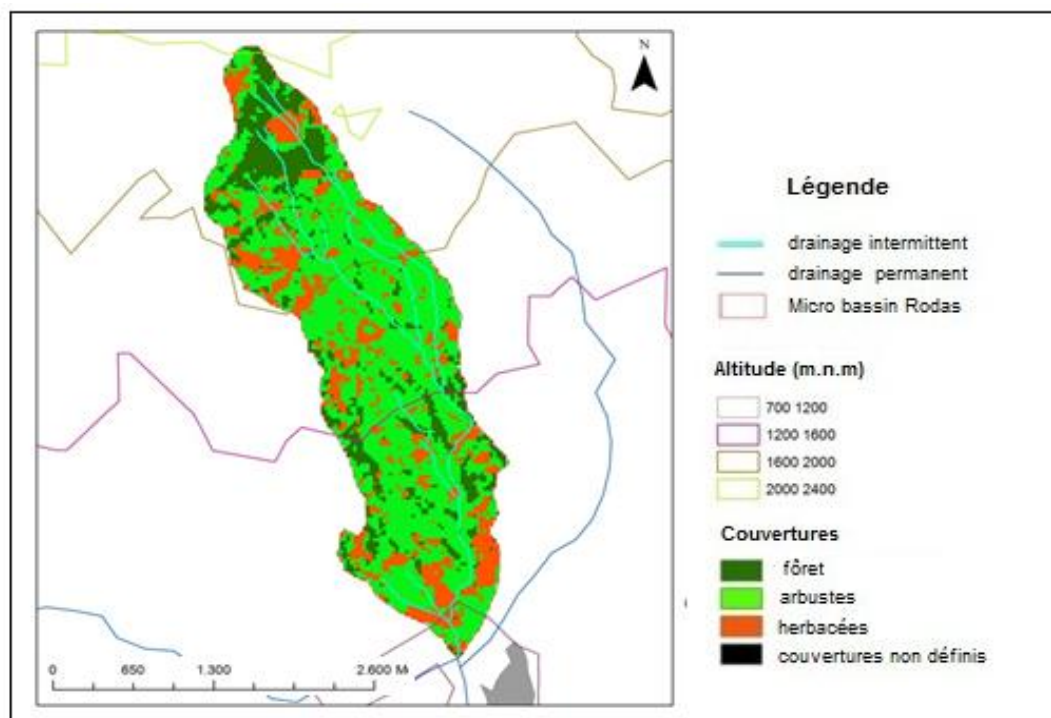 N
Légende
drainage intermittent
drainage permanent
Micro bassin Rodas
Altitude (m.n.m)
700 1200
1200 1600
1600 2000
2000 2400
Couvertures
fôret
arbustes
herbacées
couvertures non définis
0 650 1.300 2.600 M